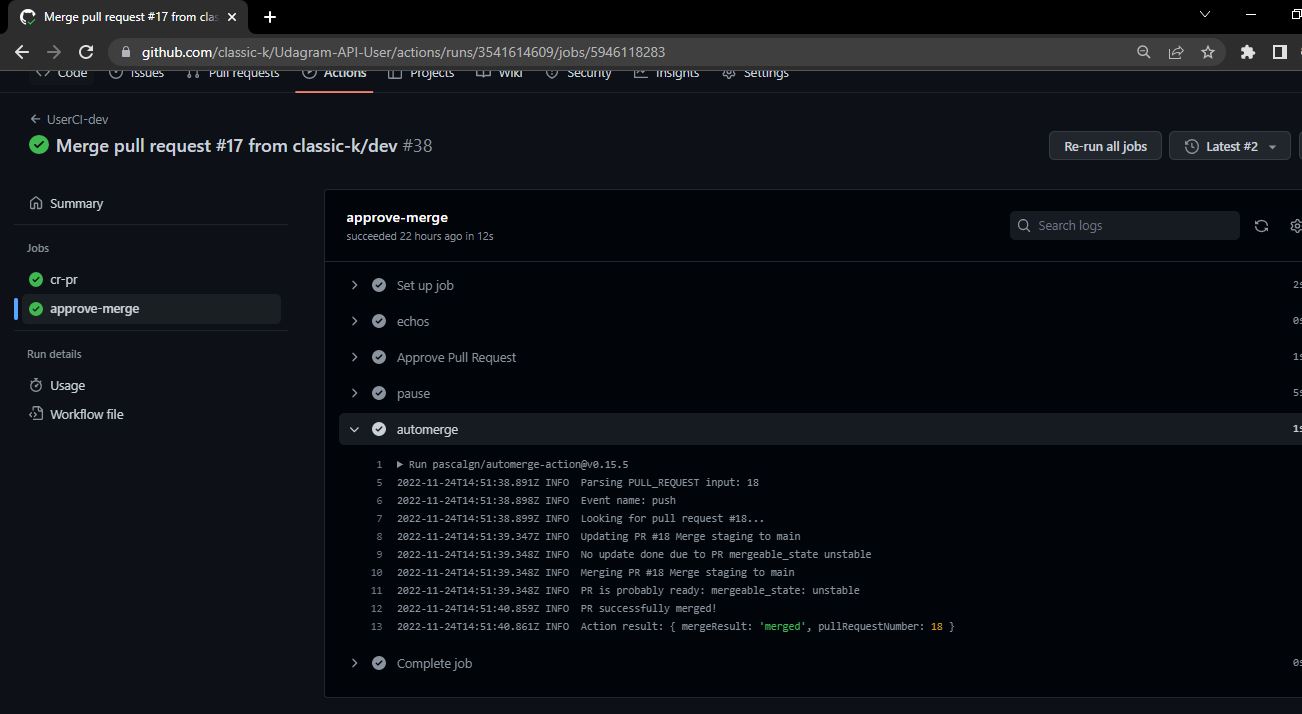 Merge pull request #17 from clas
github.com/classic-k/Udagram-API-User/actions/runs/3541614609/jobs/5946118283
Code Issues Pull requests Actions Projects Wiki Security Insights Settings
UserCI-dev
Merge pull request #17 from classic-k/dev #38
Re-run all jobs
Latest #2
Summary
Jobs
cr-pr
approve-merge
Run details
Usage
Workflow file
approve-merge
succeeded 22 hours ago in 12s
Search logs
Set up job 2s
echos 0s
Approve Pull Request 1s
pause 5s
automerge 1s
1 Run pascalgn/automerge-action@v0.15.5
5 2022-11-24T14:51:38.891Z INFO Parsing PULL_REQUEST input: 18
6 2022-11-24T14:51:38.898Z INFO Event name: push
7 2022-11-24T14:51:38.899Z INFO Looking for pull request #18...
8 2022-11-24T14:51:39.347Z INFO Updating PR #18 Merge staging to main
9 2022-11-24T14:51:39.348Z INFO No update done due to PR mergeable_state unstable
10 2022-11-24T14:51:39.348Z INFO Merging PR #18 Merge staging to main
11 2022-11-24T14:51:39.348Z INFO PR is probably ready: mergeable_state: unstable
12 2022-11-24T14:51:40.859Z INFO PR successfully merged!
13 2022-11-24T14:51:40.861Z INFO Action result: { mergeResult: 'merged', pullRequestNumber: 18 }
Complete job 0s